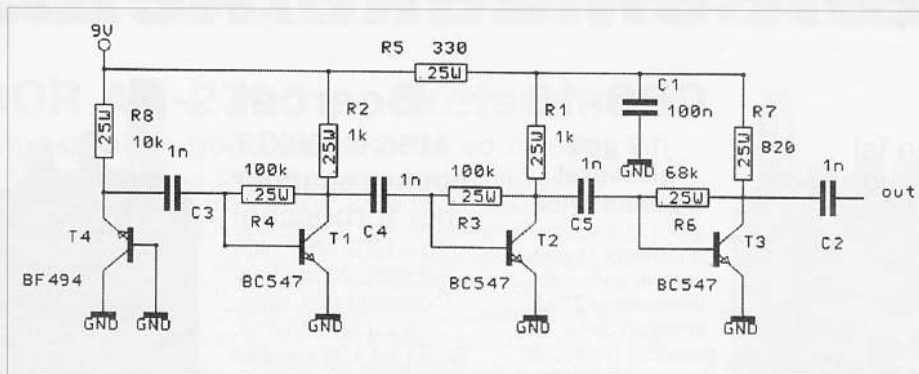 9V
R5 330
.25W
R8
10k
.25W
R2
1k
.25W
R1
1k
.25W
C1
100n
GND
R7
820
.25W
1n
C3
100k
.25W
R4
1n
C4
100k
.25W
R3
1n
C5
68k
.25W
R6
1n
C2
out
T4
BF494
T1
BC547
T2
BC547
T3
BC547
GND
GND
GND
GND
GND